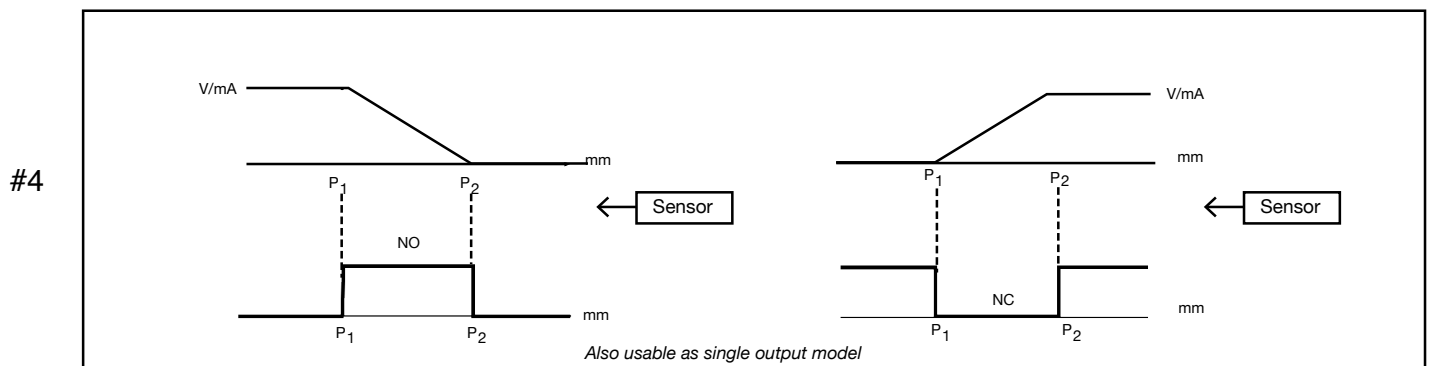 #4
V/mA
mm
P1
P2
Sensor
NO
mm
P1
P2
V/mA
mm
P1
P2
Sensor
NC
mm
P1
P2
Also usable as single output model